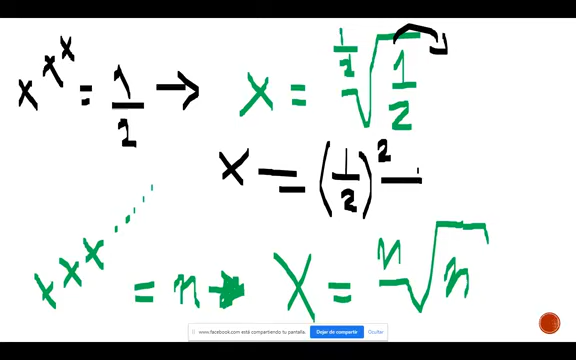 x^x^x = 1/2 → x = ^(1/2)√(1/2)
x = (1/2)^2 =
x^x^x^... = n → x = ^n√n
www.facebook.com está compartiendo tu pantalla. Dejar de compartir Ocultar